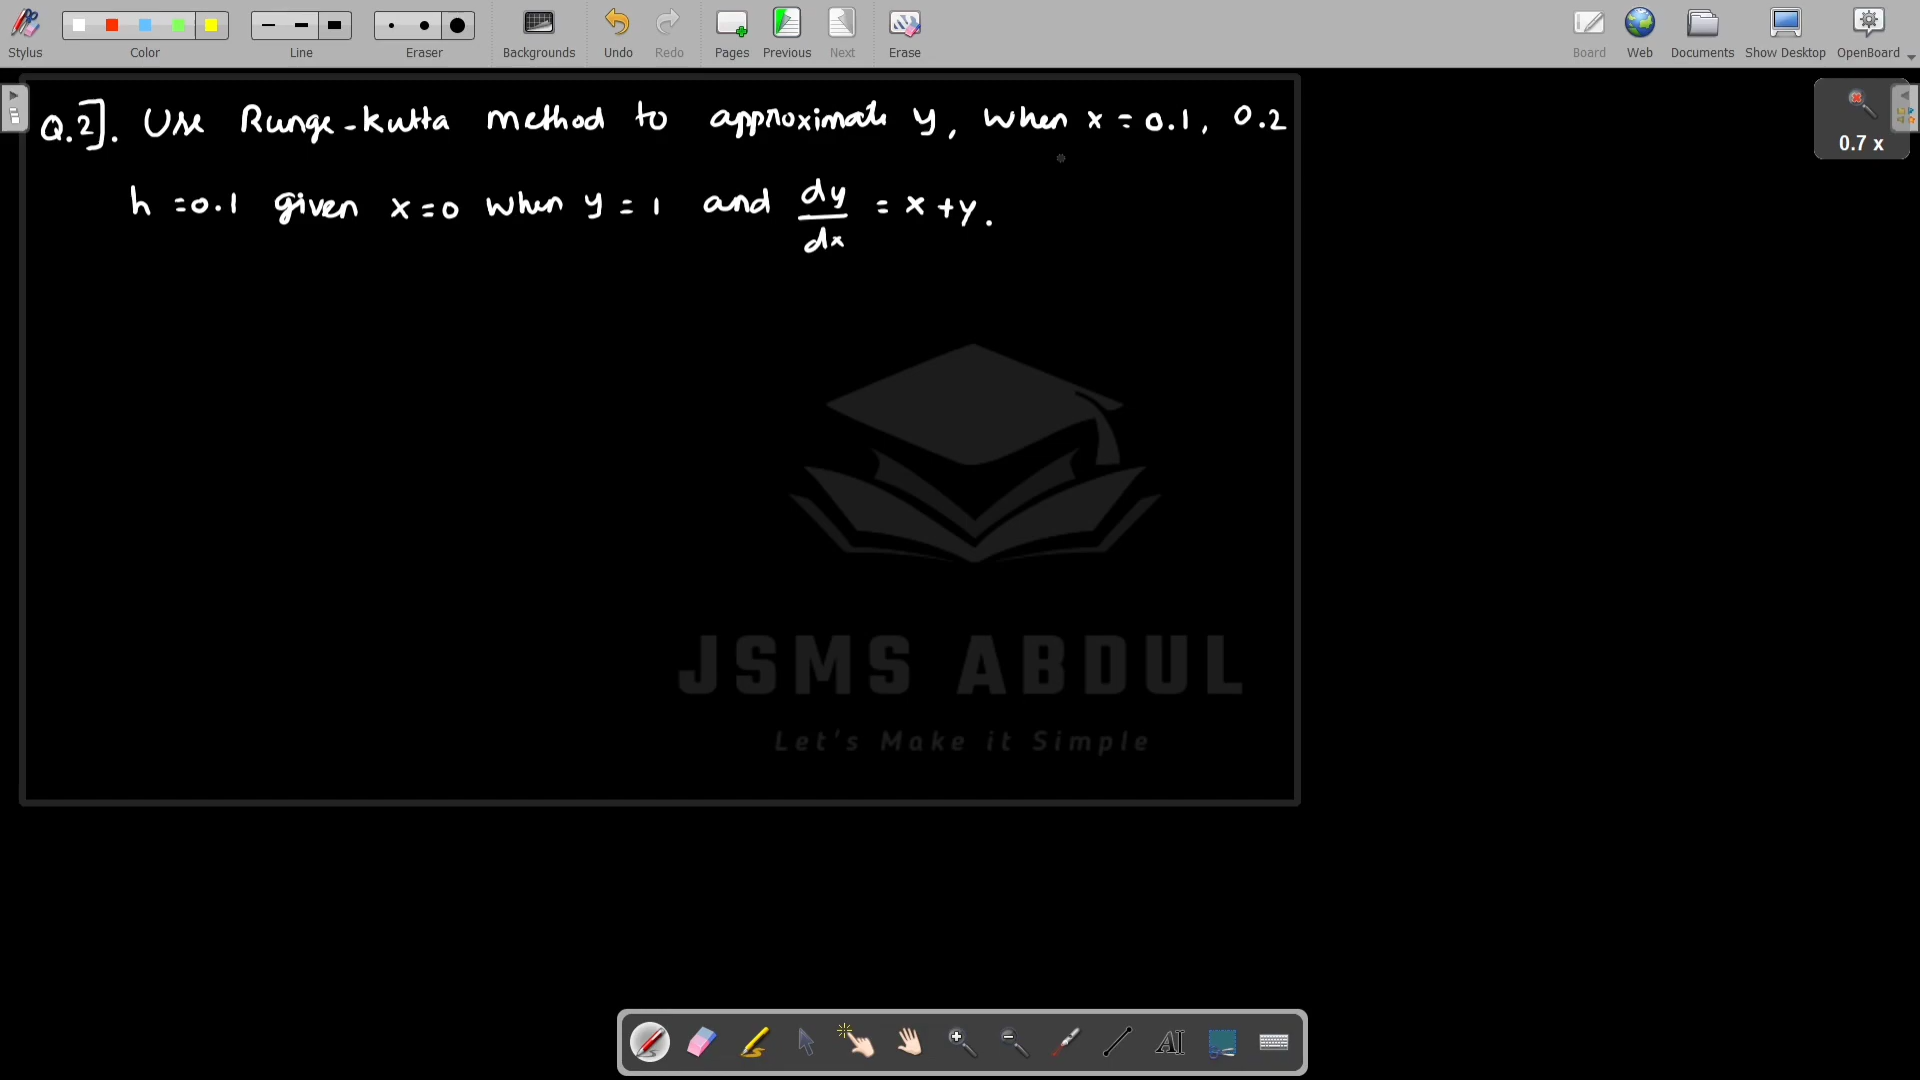 Stylus Color Line Eraser Backgrounds Undo Redo Pages Previous Next Erase Board Web Documents Show Desktop OpenBoard
0.7 x
Q.2]. Use Runge-kutta method to approximate y, when x = 0.1, 0.2
h = 0.1 given x = 0 when y = 1 and dy/dx = x + y.
JSMS ABDUL
Let's Make it Simple
AI